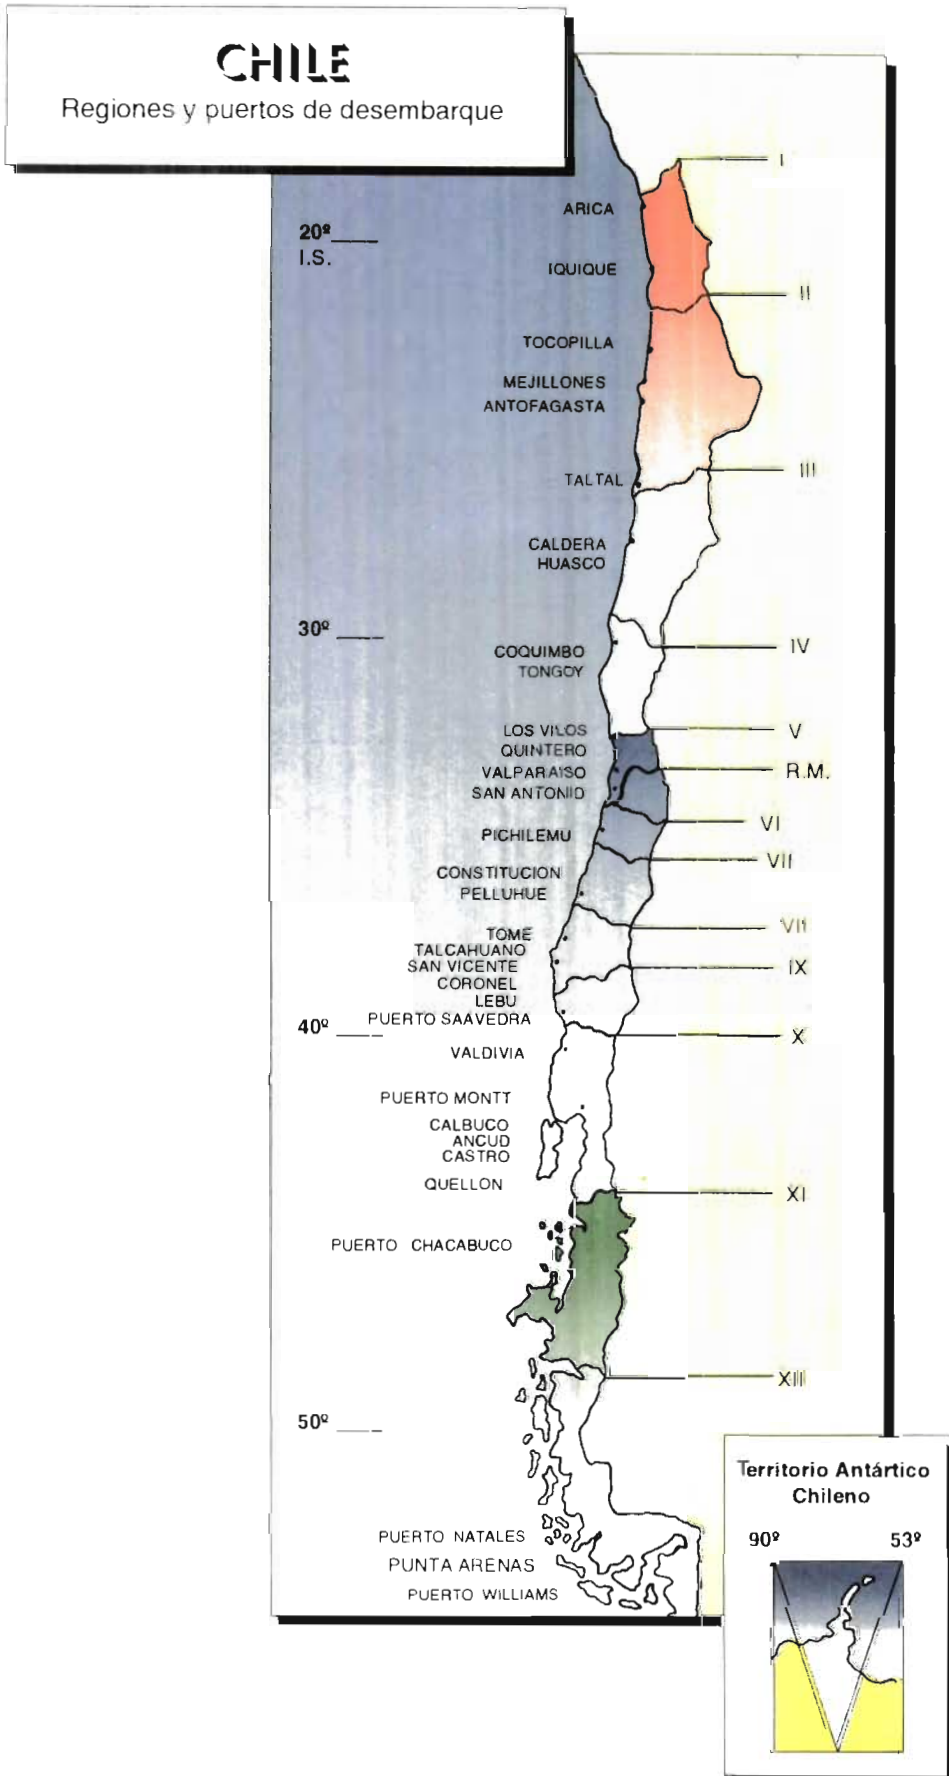 CHILE
Regiones y puertos de desembarque
I
ARICA
20º
I.S.
IQUIQUE
II
TOCOPILLA
MEJILLONES
ANTOFAGASTA
III
TALTAL
CALDERA
HUASCO
30º
IV
COQUIMBO
TONGOY
LOS VILOS
V
QUINTERO
VALPARAISO
R.M.
SAN ANTONIO
VI
PICHILEMU
VII
CONSTITUCION
PELLUHUE
VIII
TOME
TALCAHUANO
SAN VICENTE
IX
CORONEL
LEBU
PUERTO SAAVEDRA
40º
X
VALDIVIA
PUERTO MONTT
CALBUCO
ANCUD
CASTRO
QUELLON
XI
PUERTO CHACABUCO
XII
50º
PUERTO NATALES
PUNTA ARENAS
PUERTO WILLIAMS
Territorio Antártico
Chileno
90º 53º